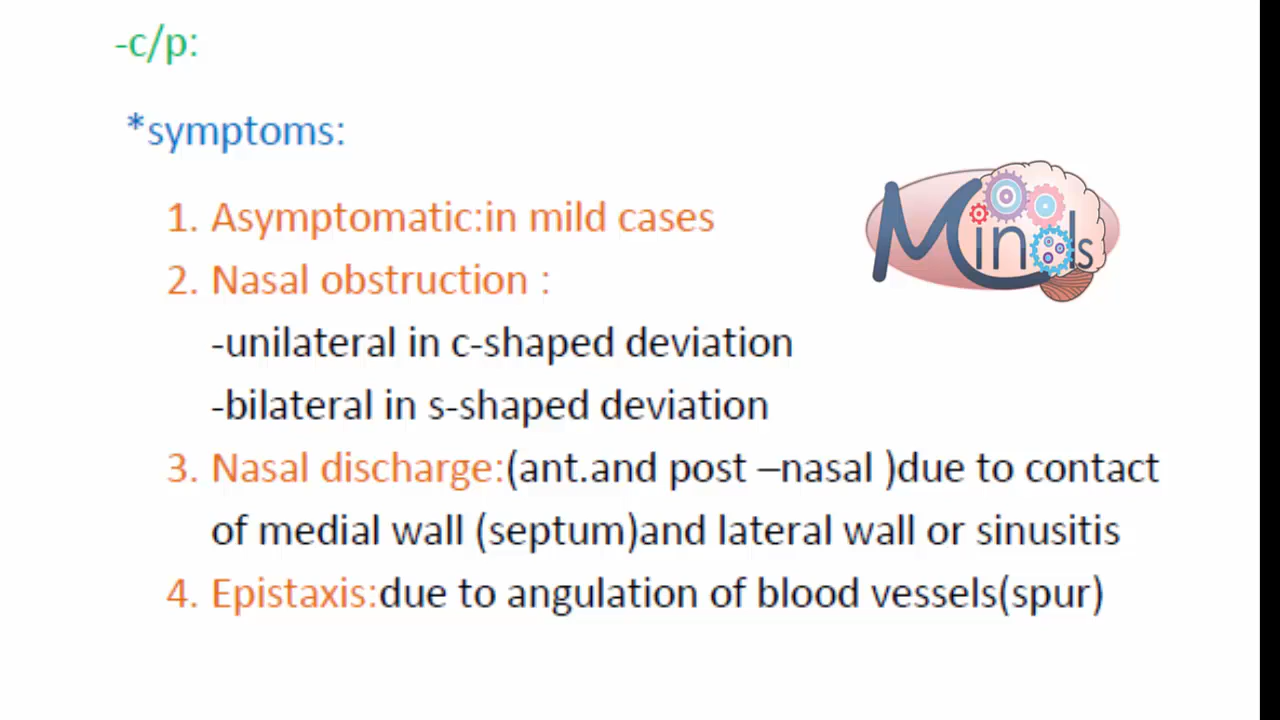 -c/p:
*symptoms:
1. Asymptomatic:in mild cases
Minds
2. Nasal obstruction :
-unilateral in c-shaped deviation
-bilateral in s-shaped deviation
3. Nasal discharge:(ant.and post –nasal )due to contact
of medial wall (septum)and lateral wall or sinusitis
4. Epistaxis:due to angulation of blood vessels(spur)